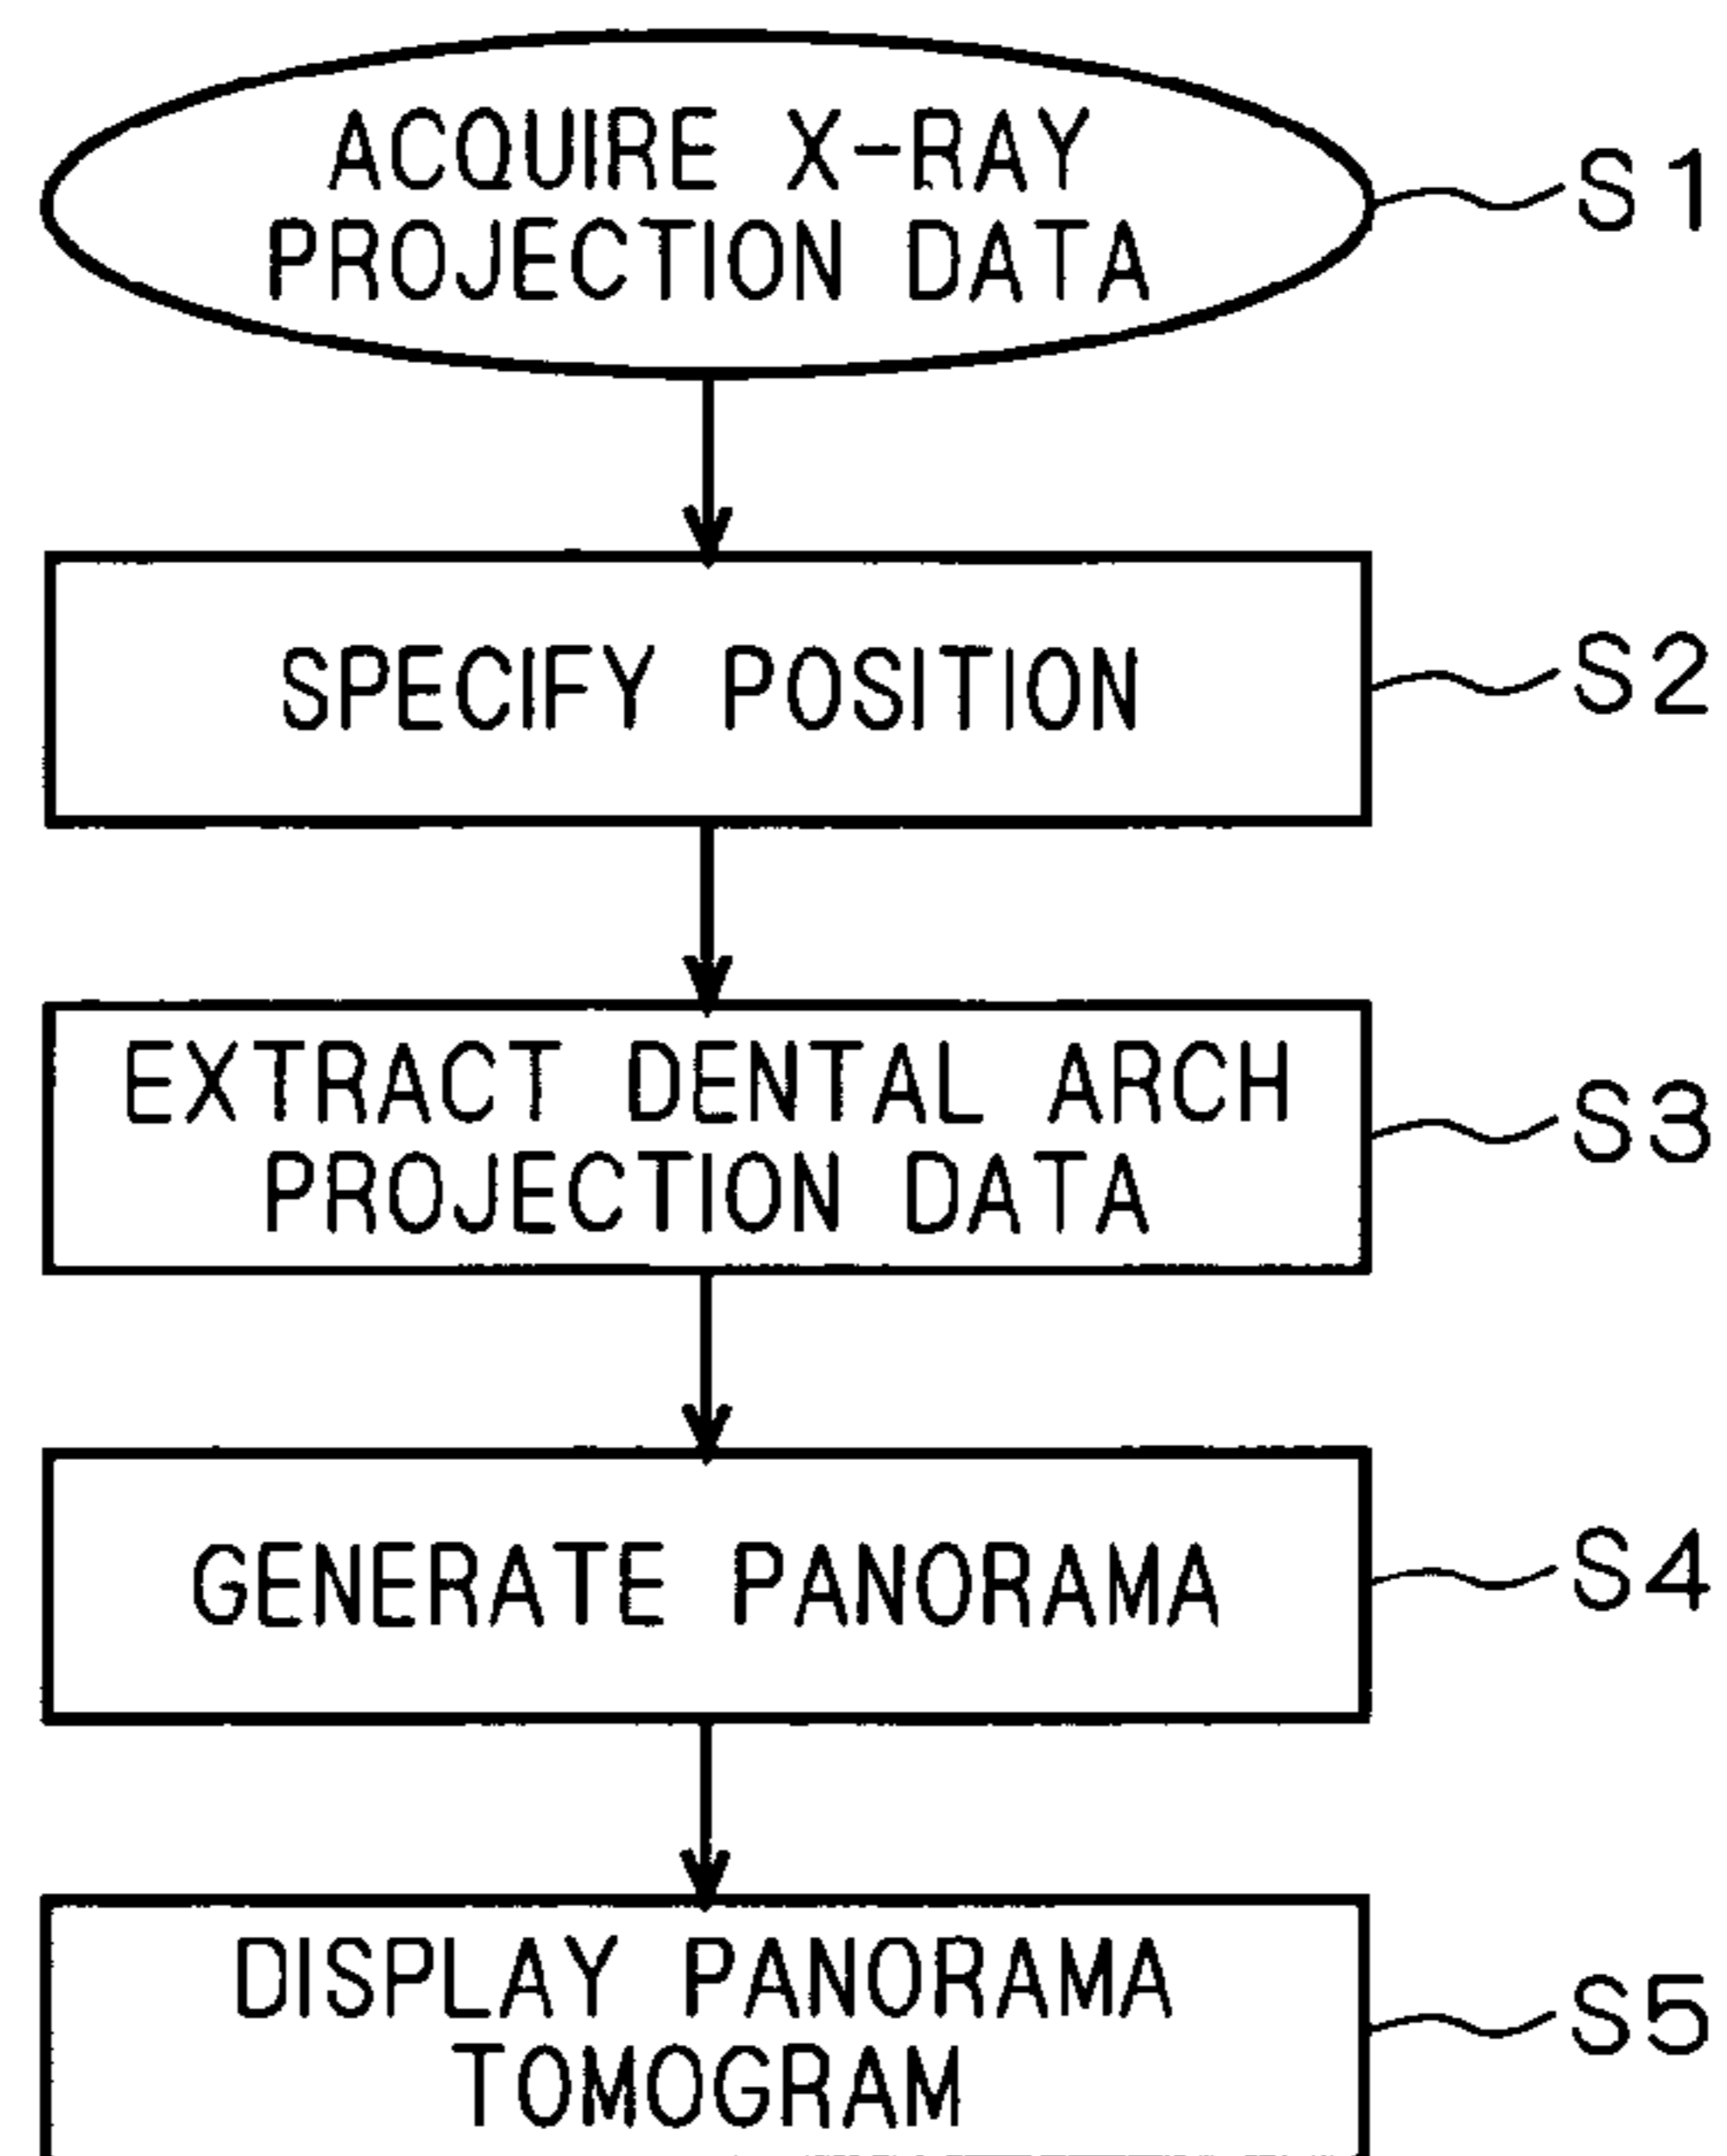 ACQUIRE X-RAY
PROJECTION DATA
S1
SPECIFY POSITION
S2
EXTRACT DENTAL ARCH
PROJECTION DATA
S3
GENERATE PANORAMA
S4
DISPLAY PANORAMA
TOMOGRAM
S5